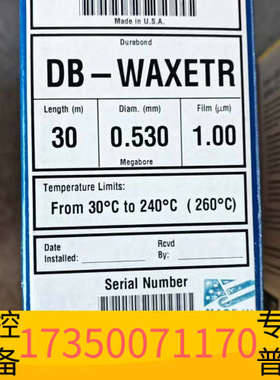 Made in U.S.A.
Durabond
DB-WAXETR
Length (m) Diam. (mm) Film (μm)
30 0.530 1.00
Megabore
Temperature Limits:
From 30°C to 240°C ( 260°C)
Date Rcvd
Installed: By:
Serial Number
控 专
17350071170
备 普